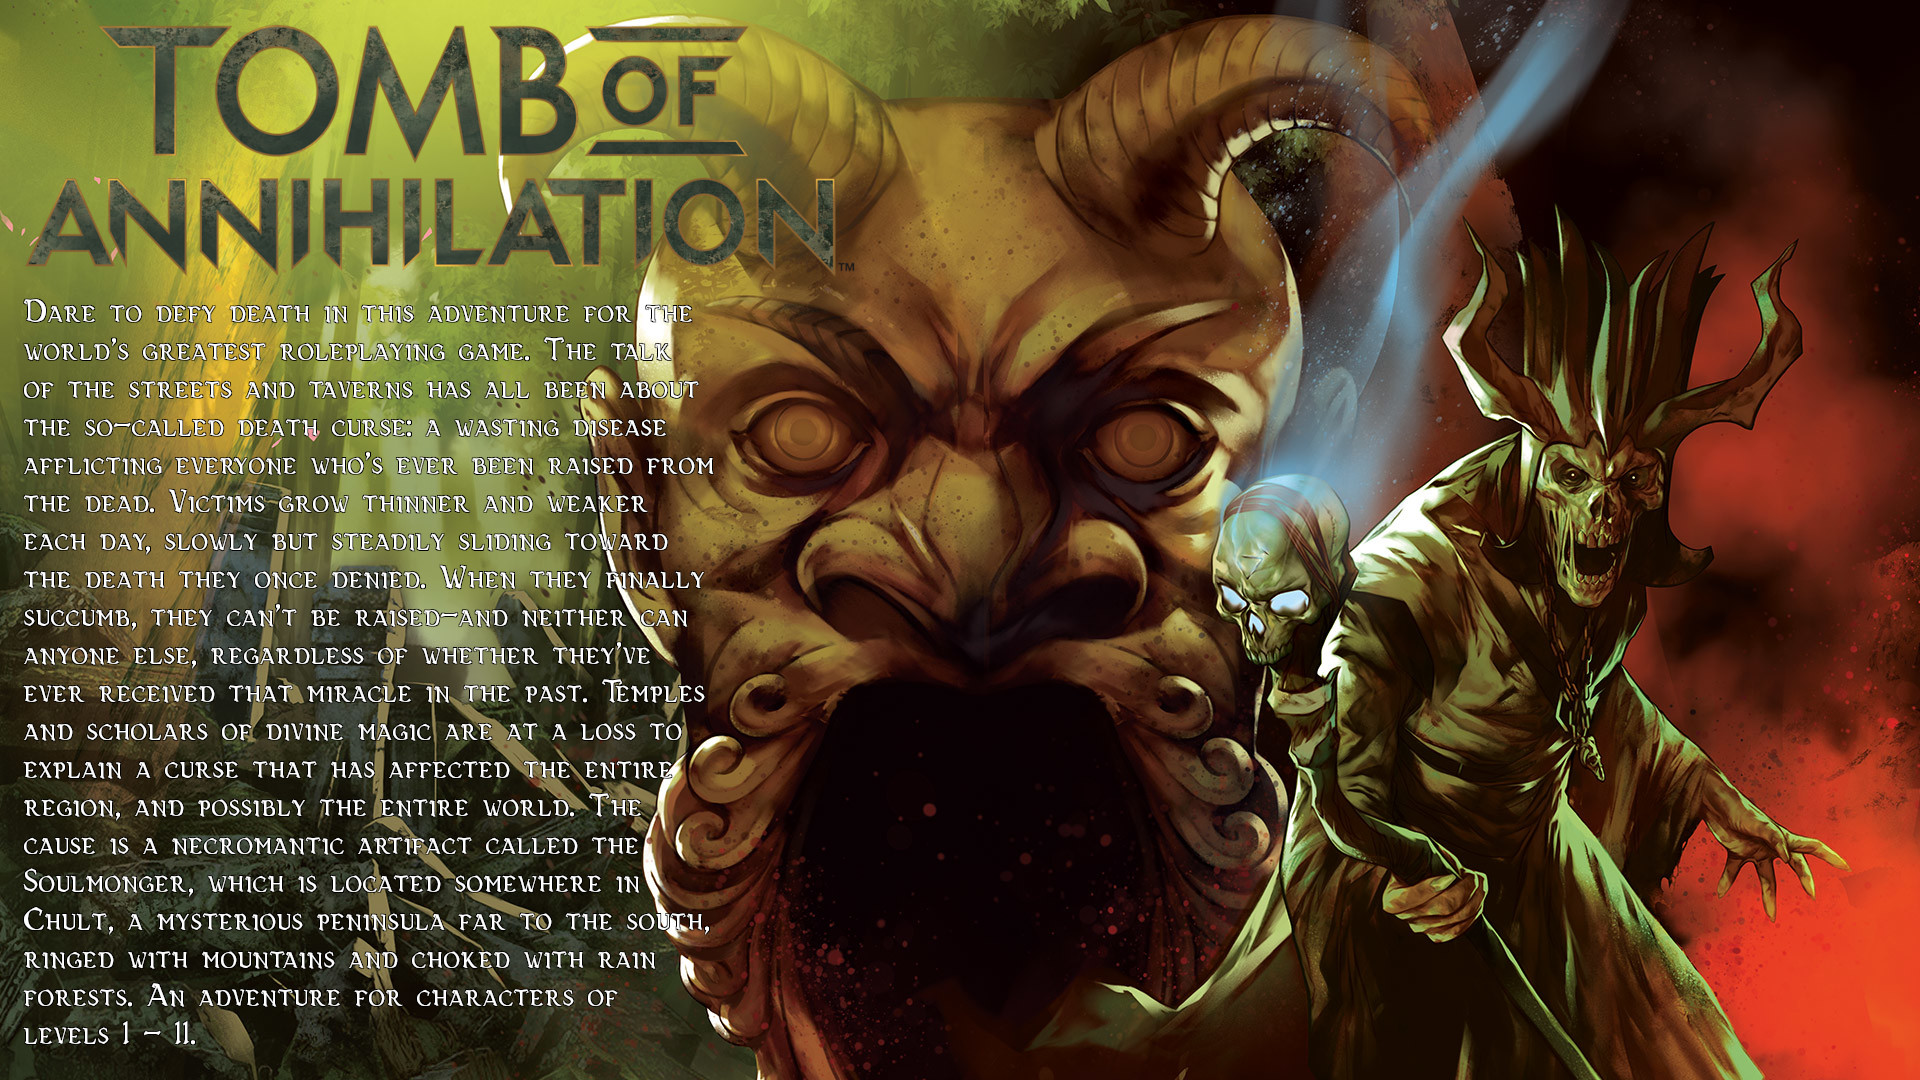 TOMB OF
ANNIHILATION™
Dare to defy death in this adventure for the
world's greatest roleplaying game. The talk
of the streets and taverns has all been about
the so-called death curse: a wasting disease
afflicting everyone who's ever been raised from
the dead. Victims grow thinner and weaker
each day, slowly but steadily sliding toward
the death they once denied. When they finally
succumb, they can't be raised–and neither can
anyone else, regardless of whether they've
ever received that miracle in the past. Temples
and scholars of divine magic are at a loss to
explain a curse that has affected the entire
region, and possibly the entire world. The
cause is a necromantic artifact called the
Soulmonger, which is located somewhere in
Chult, a mysterious peninsula far to the south,
ringed with mountains and choked with rain
forests. An adventure for characters of
levels 1 – 11.